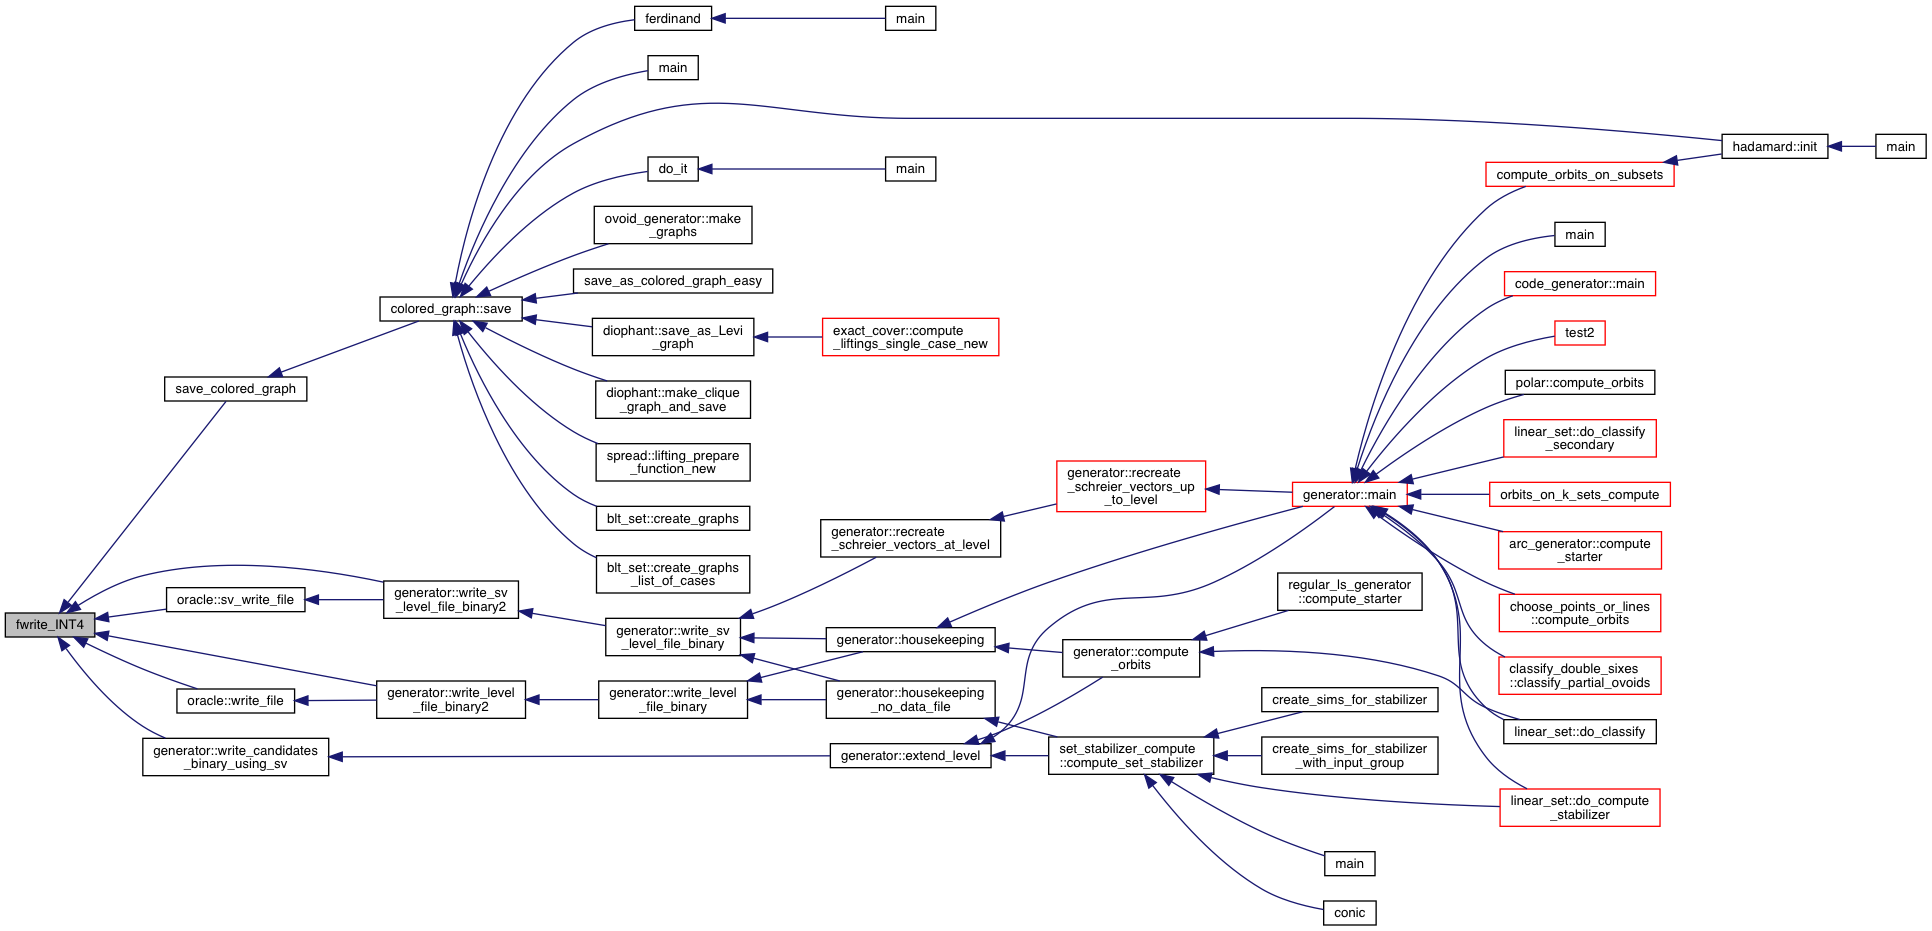 ferdinand
main
main
hadamard::init
main
do_it
main
compute_orbits_on_subsets
ovoid_generator::make
_graphs
main
save_as_colored_graph_easy
code_generator::main
colored_graph::save
diophant::save_as_Levi
_graph
exact_cover::compute
_liftings_single_case_new
test2
save_colored_graph
diophant::make_clique
_graph_and_save
polar::compute_orbits
linear_set::do_classify
_secondary
spread::lifting_prepare
_function_new
generator::recreate
_schreier_vectors_up
_to_level
generator::main
orbits_on_k_sets_compute
blt_set::create_graphs
generator::recreate
_schreier_vectors_at_level
arc_generator::compute
_starter
blt_set::create_graphs
_list_of_cases
oracle::sv_write_file
generator::write_sv
_level_file_binary2
regular_ls_generator
::compute_starter
choose_points_or_lines
::compute_orbits
fwrite_INT4
generator::write_sv
_level_file_binary
generator::housekeeping
generator::compute
_orbits
classify_double_sixes
::classify_partial_ovoids
oracle::write_file
generator::write_level
_file_binary2
generator::write_level
_file_binary
generator::housekeeping
_no_data_file
create_sims_for_stabilizer
linear_set::do_classify
generator::write_candidates
_binary_using_sv
generator::extend_level
set_stabilizer_compute
::compute_set_stabilizer
create_sims_for_stabilizer
_with_input_group
linear_set::do_compute
_stabilizer
main
conic